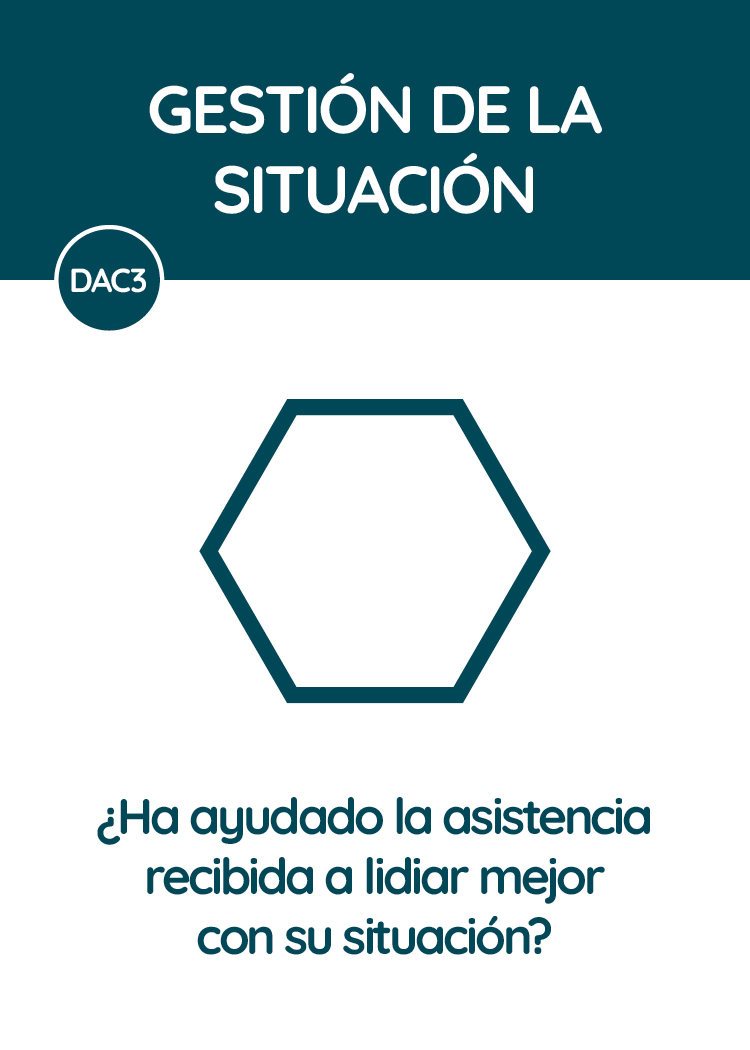 GESTIÓN DE LA
SITUACIÓN
DAC3
¿Ha ayudado la asistencia
recibida a lidiar mejor
con su situación?